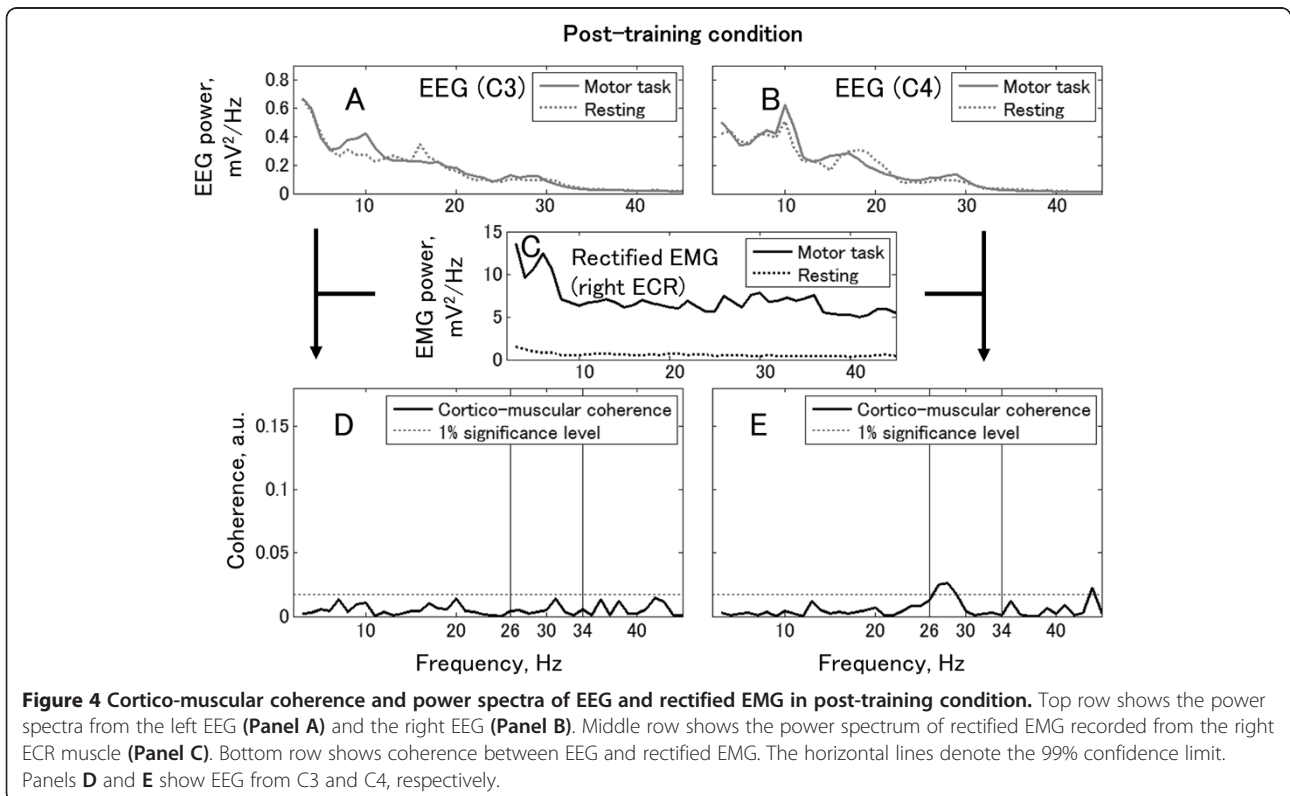 Post-training condition
EEG power, mV²/Hz
0.8
0.6
0.4
0.2
0
A
EEG (C3)
Motor task
Resting
10
20
30
40
B
EEG (C4)
Motor task
Resting
10
20
30
40
EMG power, mV²/Hz
15
10
5
0
C
Rectified EMG
(right ECR)
Motor task
Resting
10
20
30
40
Coherence, a.u.
0.15
0.1
0.05
0
D
Cortico-muscular coherence
1% significance level
10
20
26
30
34
40
Frequency, Hz
E
Cortico-muscular coherence
1% significance level
10
20
26
30
34
40
Frequency, Hz
Figure 4 Cortico-muscular coherence and power spectra of EEG and rectified EMG in post-training condition. Top row shows the power
spectra from the left EEG (Panel A) and the right EEG (Panel B). Middle row shows the power spectrum of rectified EMG recorded from the right
ECR muscle (Panel C). Bottom row shows coherence between EEG and rectified EMG. The horizontal lines denote the 99% confidence limit.
Panels D and E show EEG from C3 and C4, respectively.